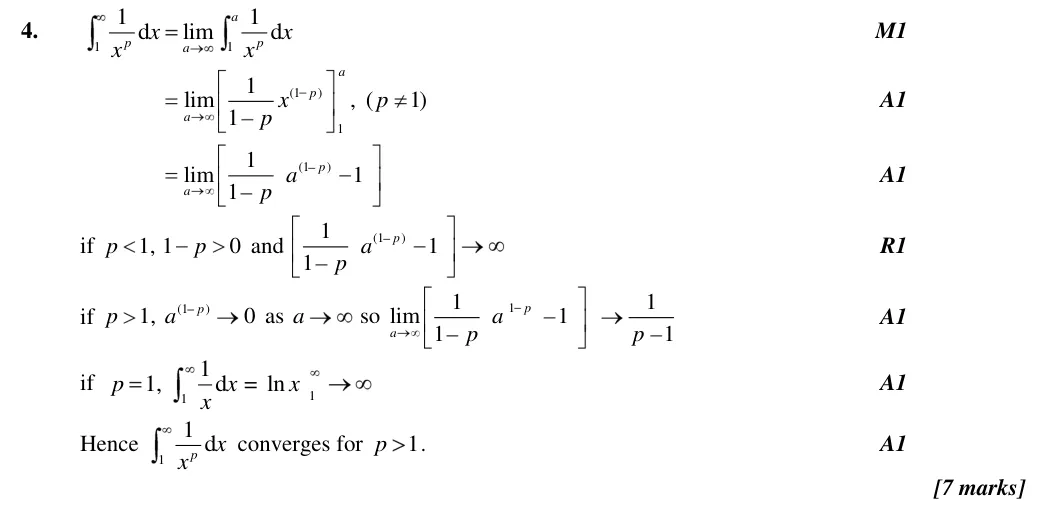 4. ∫₁^∞ 1/x^p dx = lim_{a→∞} ∫₁^a 1/x^p dx M1
= lim_{a→∞} [ 1/(1−p) x^(1−p) ]₁^a , (p ≠ 1) A1
= lim_{a→∞} [ 1/(1−p) a^(1−p) −1 ] A1
if p < 1, 1 − p > 0 and [ 1/(1−p) a^(1−p) −1 ] → ∞ R1
if p > 1, a^(1−p) → 0 as a → ∞ so lim_{a→∞} [ 1/(1−p) a^1−p −1 ] → 1/(p−1) A1
if p = 1, ∫₁^∞ 1/x dx = ln x ₁^∞ → ∞ A1
Hence ∫₁^∞ 1/x^p dx converges for p > 1. A1
[7 marks]